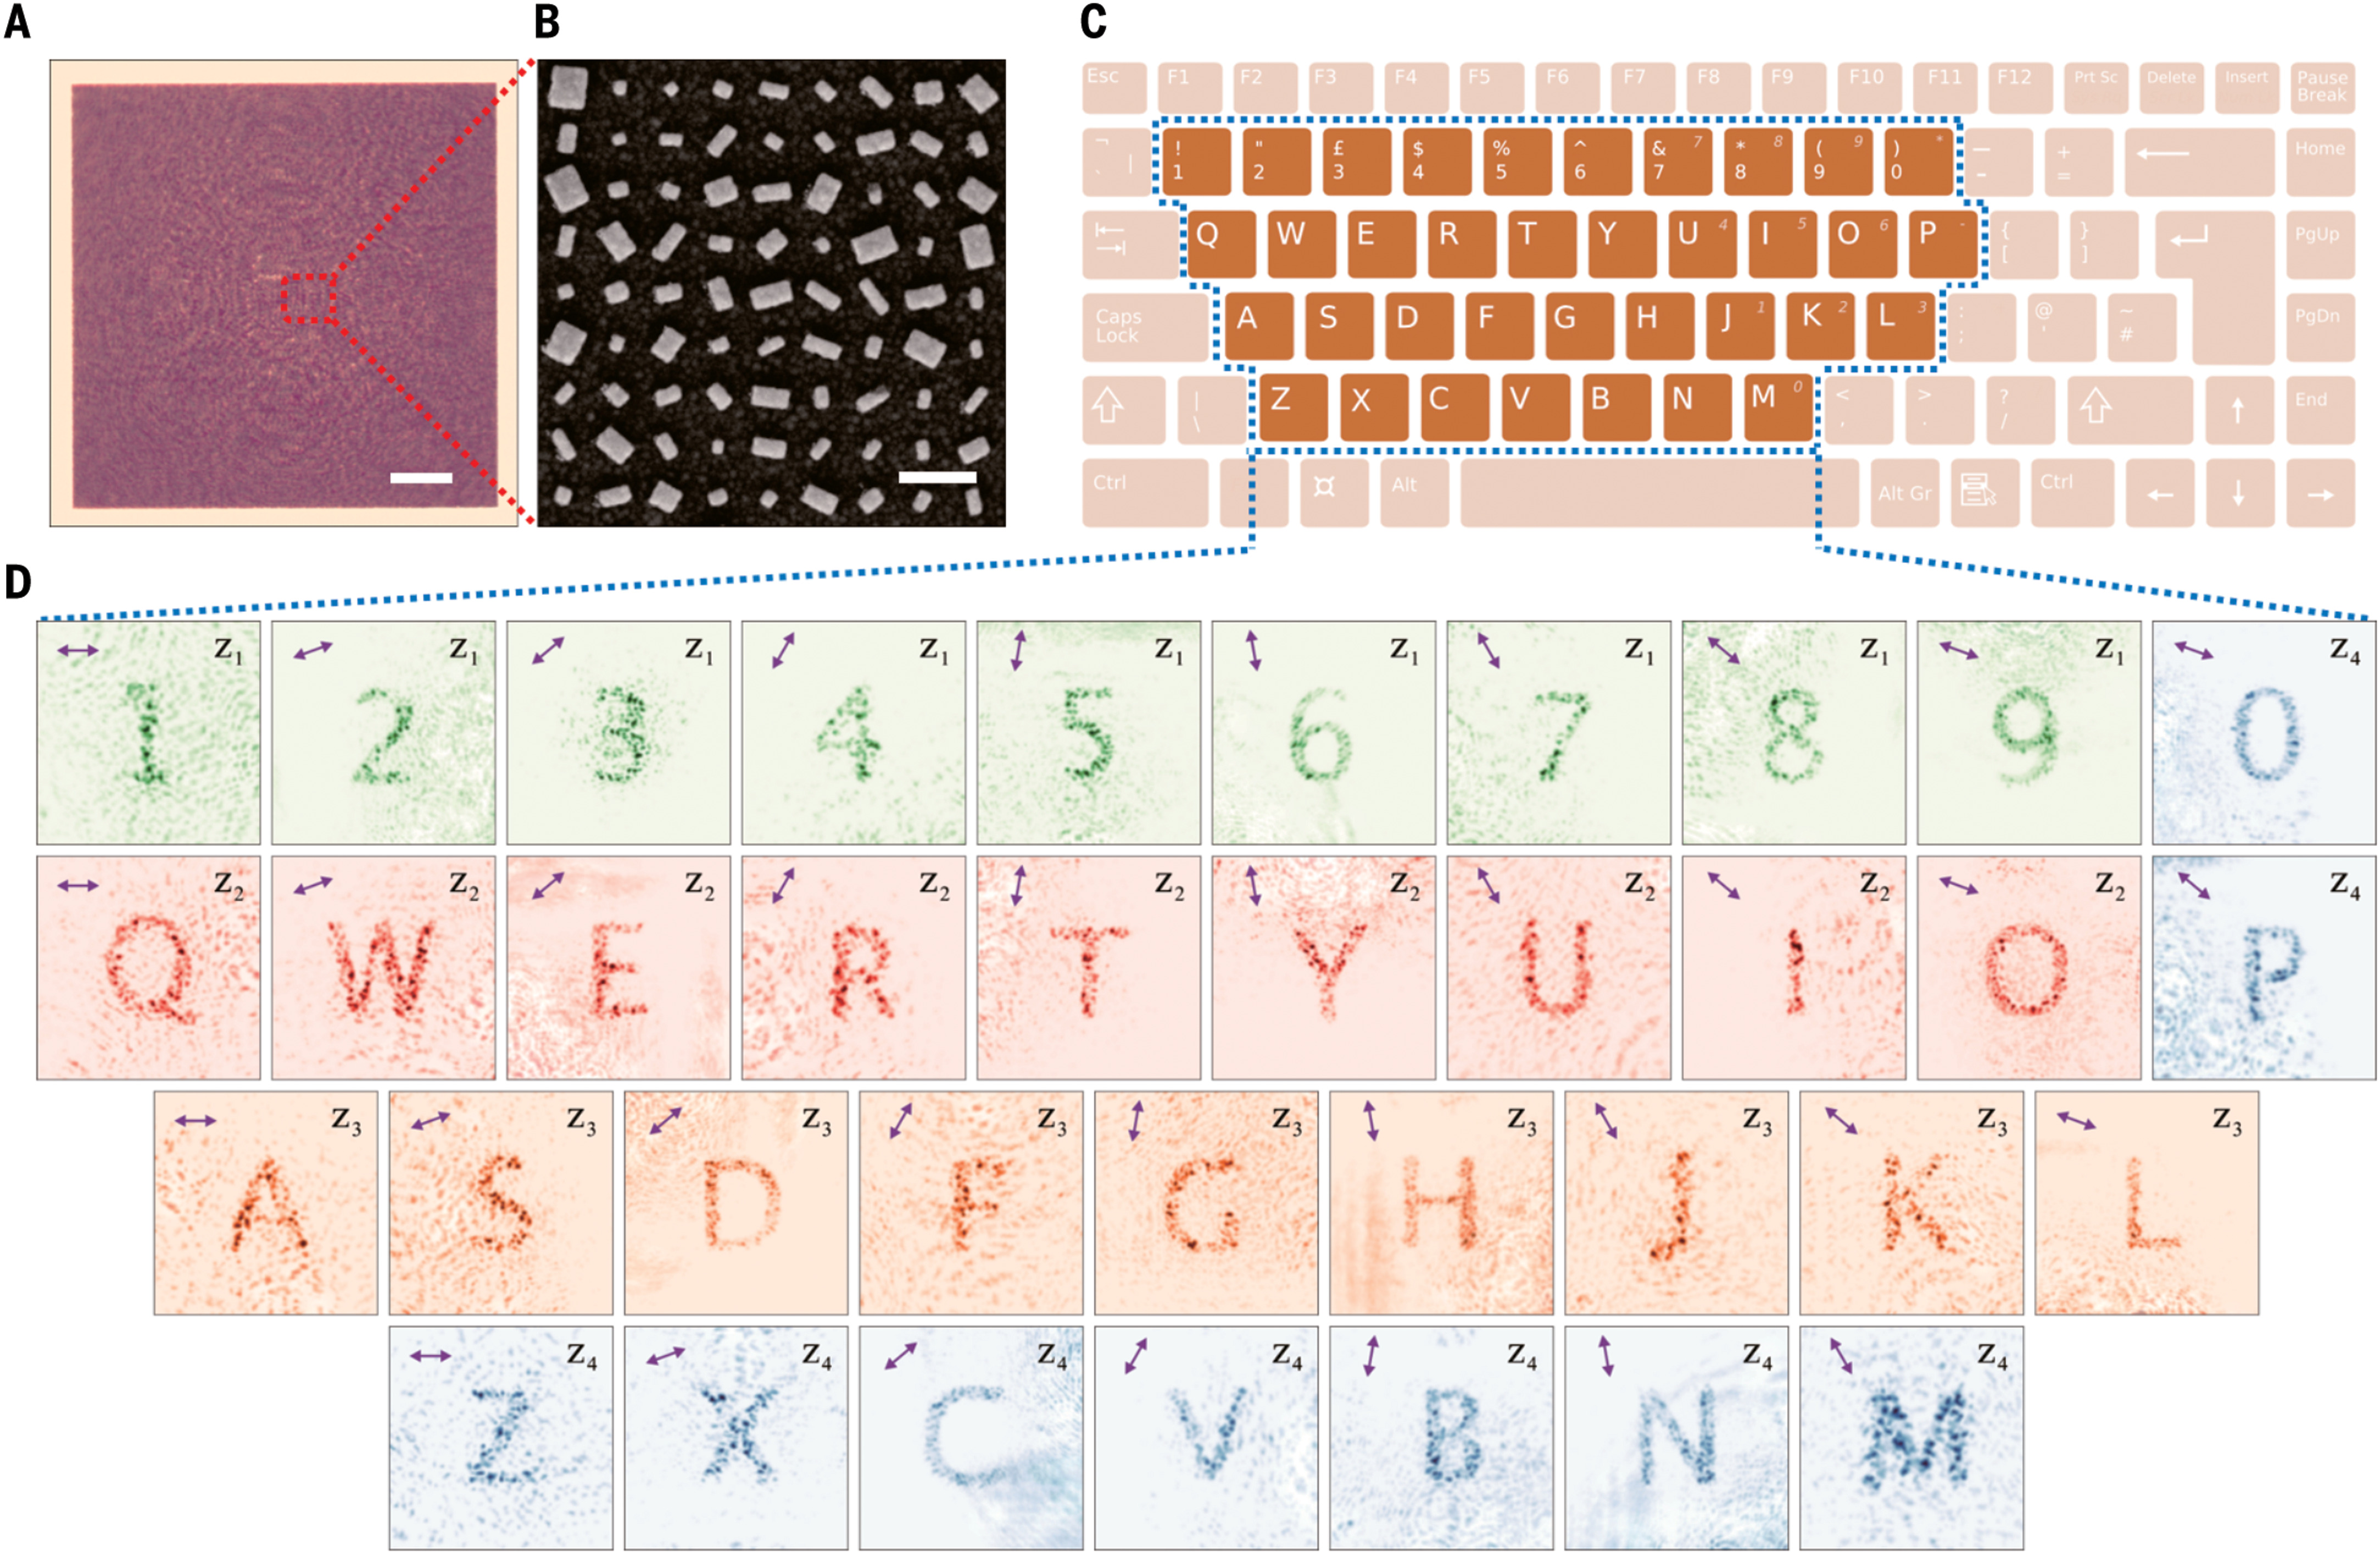 A B C
Esc F1 F2 F3 F4 F5 F6 F7 F8 F9 F10 F11 F12 Prt Sc Delete Insert Pause Break
¬ ` | ! 1 " 2 £ 3 $ 4 % 5 ^ 6 & 7 7 * 8 8 ( 9 9 ) 0 * — - + = Home
Q W E R T Y U 4 I 5 O 6 P - { [ } ] PgUp
Caps Lock A S D F G H J 1 K 2 L 3 : ; @ ' ~ # PgDn
| \ Z X C V B N M 0 < , > . ? / End
Ctrl Alt Alt Gr Ctrl
D
Z1 Z1 Z1 Z1 Z1 Z1 Z1 Z1 Z1 Z4
1 2 3 4 5 6 7 8 9 0
Z2 Z2 Z2 Z2 Z2 Z2 Z2 Z2 Z2 Z4
Q W E R T Y U I O P
Z3 Z3 Z3 Z3 Z3 Z3 Z3 Z3 Z3
A S D F G H J K L
Z4 Z4 Z4 Z4 Z4 Z4 Z4
Z X C V B N M